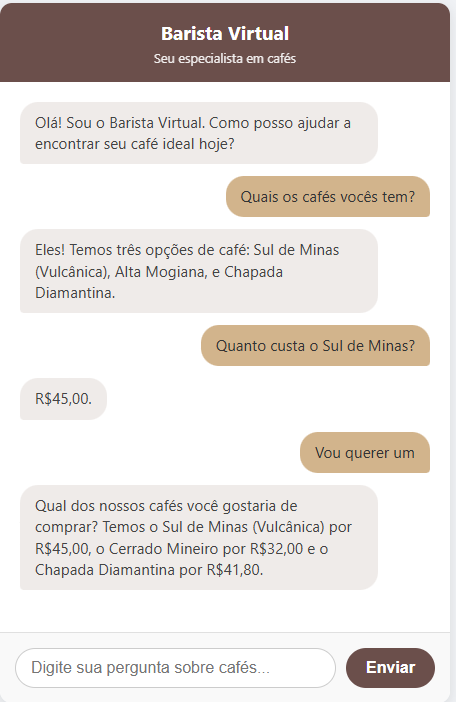 Barista Virtual
Seu especialista em cafés
Olá! Sou o Barista Virtual. Como posso ajudar a
encontrar seu café ideal hoje?
Quais os cafés vocês tem?
Eles! Temos três opções de café: Sul de Minas
(Vulcânica), Alta Mogiana, e Chapada
Diamantina.
Quanto custa o Sul de Minas?
R$45,00.
Vou querer um
Qual dos nossos cafés você gostaria de
comprar? Temos o Sul de Minas (Vulcânica) por
R$45,00, o Cerrado Mineiro por R$32,00 e o
Chapada Diamantina por R$41,80.
Digite sua pergunta sobre cafés...
Enviar